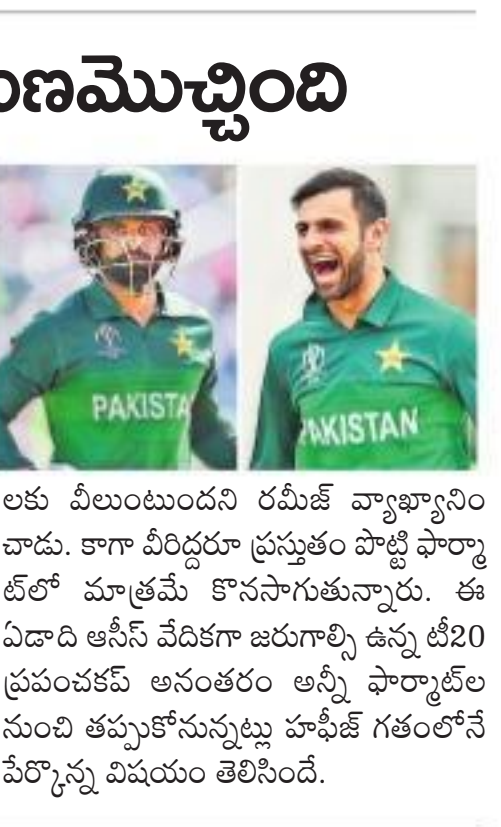 ణమొచ్చింది
PAKISTA
PAKISTAN
లకు వీలుంటుందని రమీజ్ వ్యాఖ్యానిం
చాడు. కాగా వీరిద్దరూ ప్రస్తుతం పొట్టి ఫార్మా
ట్‌లో మాత్రమే కొనసాగుతున్నారు. ఈ
ఏడాది ఆసీస్ వేదికగా జరుగాల్సి ఉన్న టీ20
ప్రపంచకప్ అనంతరం అన్నీ ఫార్మాట్‌ల
నుంచి తప్పుకోనున్నట్లు హఫీజ్ గతంలోనే
పేర్కొన్న విషయం తెలిసిందే.